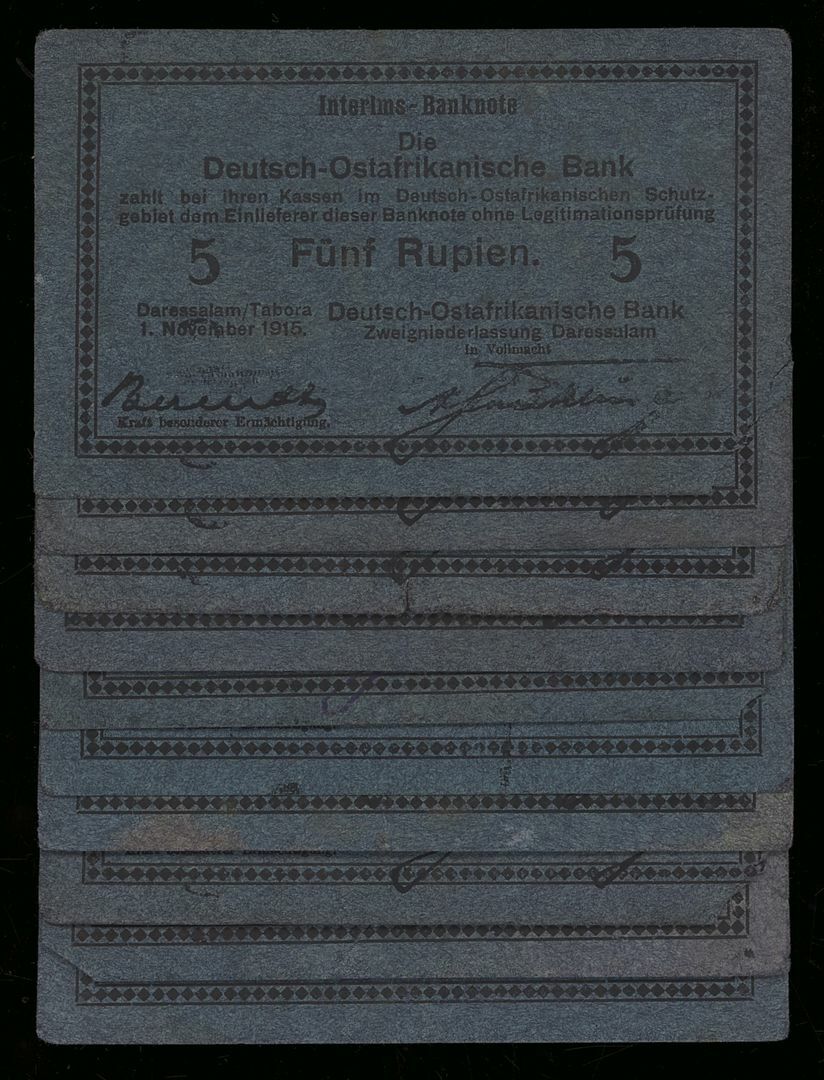 Interims-Banknote
Die
Deutsch-Ostafrikanische Bank
zahlt bei ihren Kassen im Deutsch-Ostafrikanischen Schutz-
gebiet dem Einlieferer dieser Banknote ohne Legitimationsprüfung
5 Fünf Rupien. 5
Daressalam/Tabora
1. November 1915.
Deutsch-Ostafrikanische Bank
Zweigniederlassung Daressalam
in Vollmacht
Kraft besonderer Ermächtigung.